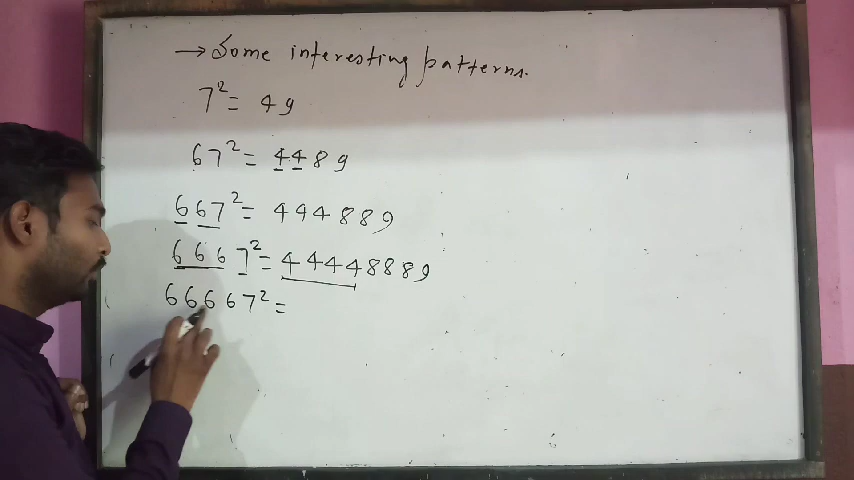 → Some interesting patterns.
7² = 49
67² = 4489
667² = 444889
6667² = 44448889
66667² =